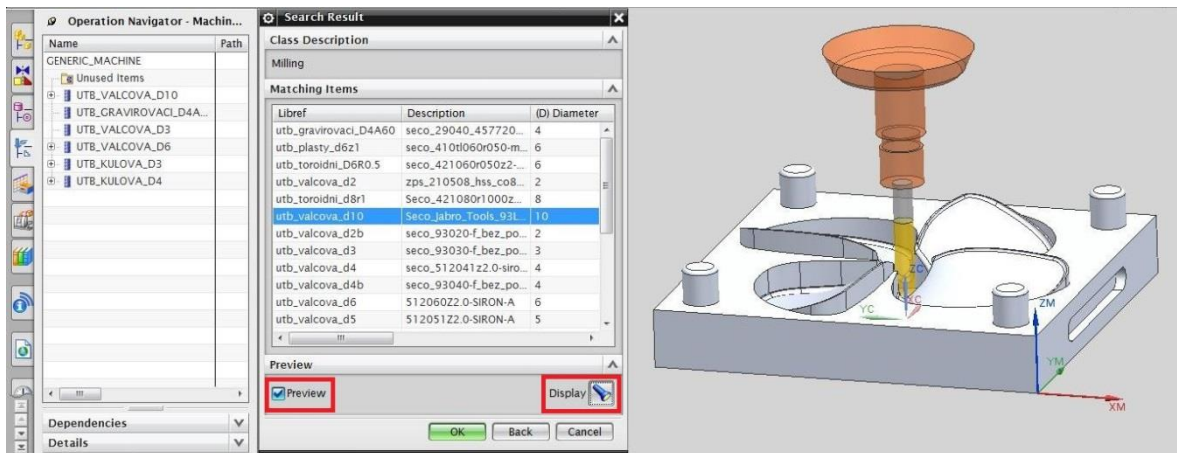 Operation Navigator - Machin...
Name Path
GENERIC_MACHINE
Unused Items
UTB_VALCOVA_D10
UTB_GRAVIROVACI_D4A...
UTB_VALCOVA_D3
UTB_VALCOVA_D6
UTB_KULOVA_D3
UTB_KULOVA_D4
Dependencies
Details
Search Result
Class Description
Milling
Matching Items
Libref Description (D) Diameter
utb_gravirovaci_D4A60 seco_29040_457720... 4
utb_plasty_d6z1 seco_410tl060r050-m... 6
utb_toroidni_D6R0.5 seco_421060r050z2-... 6
utb_valcova_d2 zps_210508_hss_co8... 2
utb_toroidni_d8r1 Seco_421080r1000z... 8
utb_valcova_d10 Seco_Jabro_Tools_93L... 10
utb_valcova_d2b seco_93020-f_bez_po... 2
utb_valcova_d3 seco_93030-f_bez_po... 3
utb_valcova_d4 seco_512041z2.0-siro... 4
utb_valcova_d4b seco_93040-f_bez_po... 4
utb_valcova_d6 512060Z2.0-SIRON-A 6
utb_valcova_d5 512051Z2.0-SIRON-A 5
Preview
Preview Display
OK Back Cancel
ZC
XC
YC
ZM
YM
XM